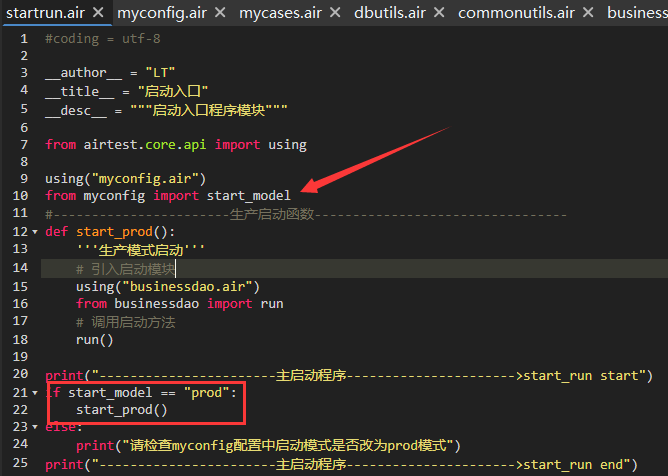 startrun.air myconfig.air mycases.air dbutils.air commonutils.air business
1 #coding = utf-8
2
3 __author__ = "LT"
4 __title__ = "启动入口"
5 __desc__ = """启动入口程序模块"""
6
7 from airtest.core.api import using
8
9 using("myconfig.air")
10 from myconfig import start_model
11 #-----------------------生产启动函数---------------------------------
12 def start_prod():
13 '''生产模式启动'''
14 # 引入启动模块
15 using("businessdao.air")
16 from businessdao import run
17 # 调用启动方法
18 run()
19
20 print("-----------------------主启动程序---------------------->start_run start")
21 if start_model == "prod":
22 start_prod()
23 else:
24 print("请检查myconfig配置中启动模式是否改为prod模式")
25 print("-----------------------主启动程序---------------------->start_run end")